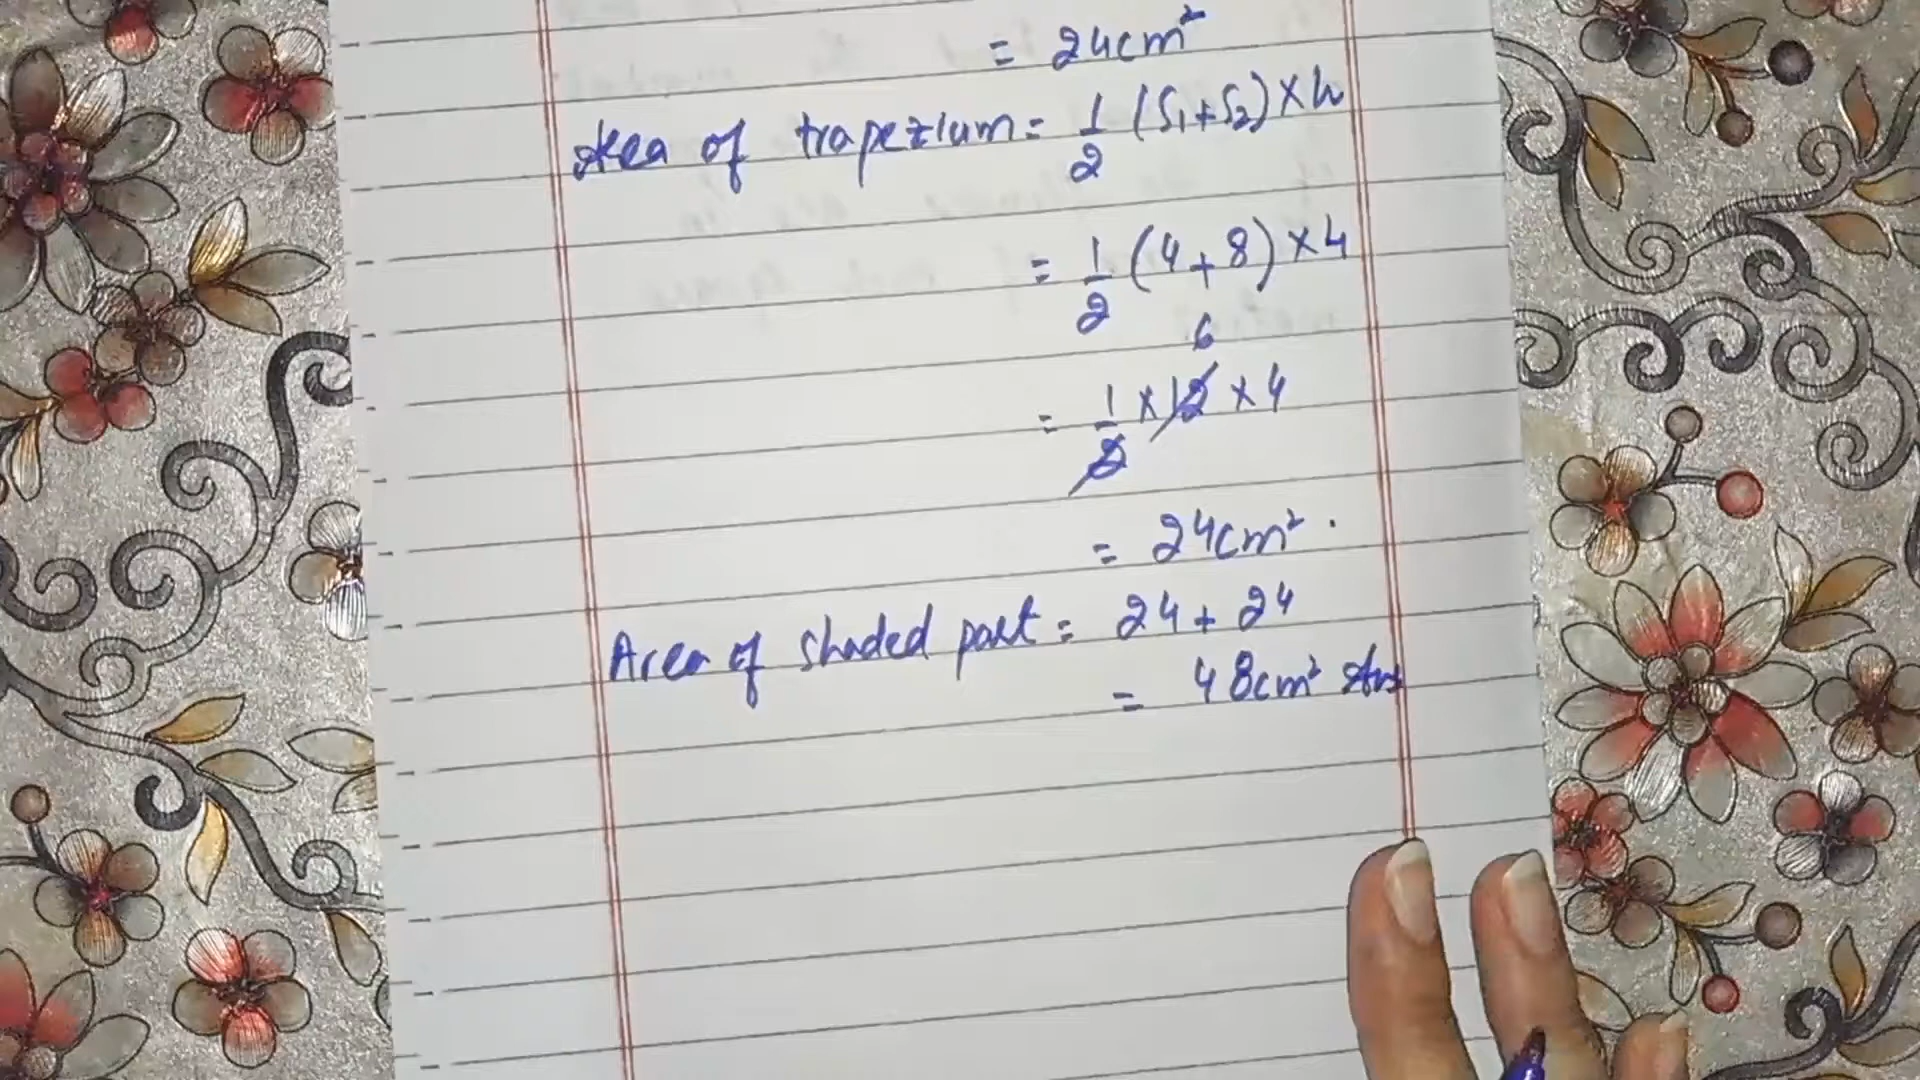 = 24cm²
Area of trapezium = 1/2 (S₁+S₂) × h
= 1/2 (4+8) × 4
6
= 1/2 × 12 × 4
= 24cm².
Area of shaded part = 24 + 24
= 48cm² Ans